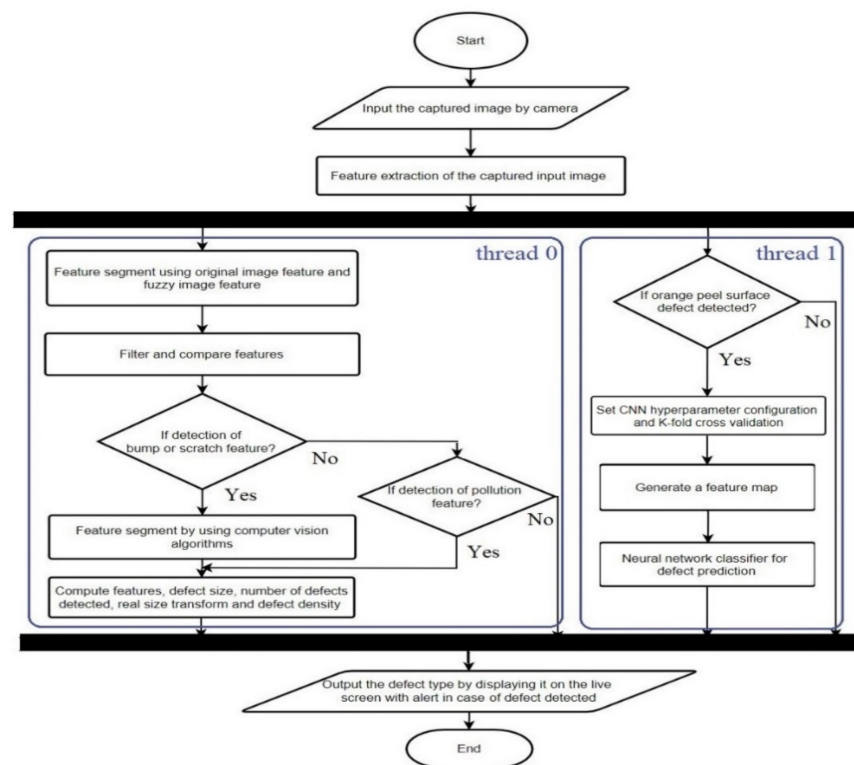 Start
Input the captured image by camera
Feature extraction of the captured input image
thread 0
Feature segment using original image feature and
fuzzy image feature
Filter and compare features
If detection of
bump or scratch feature?
No
Yes
If detection of pollution
feature?
No
Yes
Feature segment by using computer vision
algorithms
Compute features, defect size, number of defects
detected, real size transform and defect density
thread 1
If orange peel surface
defect detected?
No
Yes
Set CNN hyperparameter configuration
and K-fold cross validation
Generate a feature map
Neural network classifier for
defect prediction
Output the defect type by displaying it on the live
screen with alert in case of defect detected
End